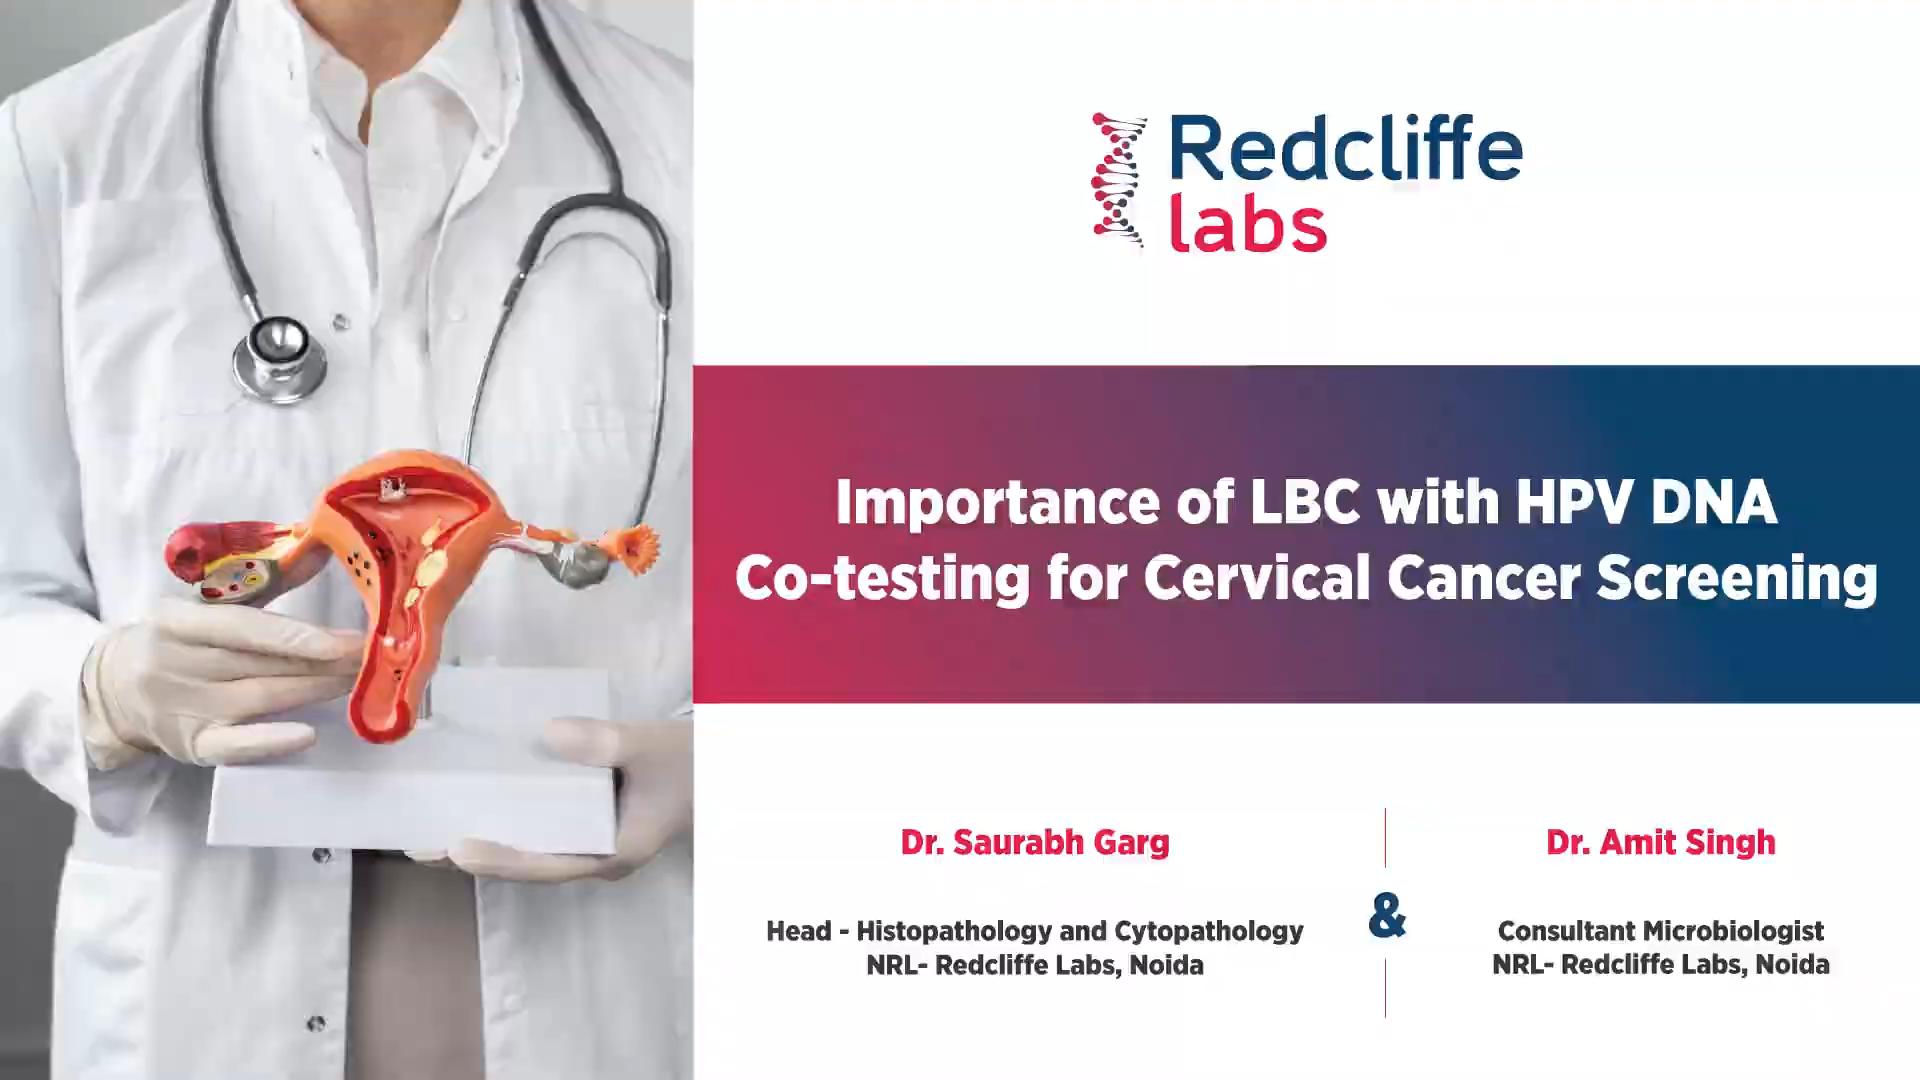 Redcliffe
labs
Importance of LBC with HPV DNA
Co-testing for Cervical Cancer Screening
Dr. Saurabh Garg
Head - Histopathology and Cytopathology
NRL- Redcliffe Labs, Noida
&
Dr. Amit Singh
Consultant Microbiologist
NRL- Redcliffe Labs, Noida